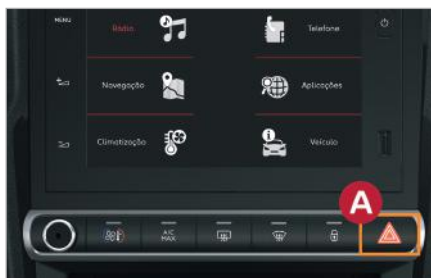 MENU
Rádio
Telefone
Navegação
Aplicações
Climatização
Veículo
A
A/C
MAX